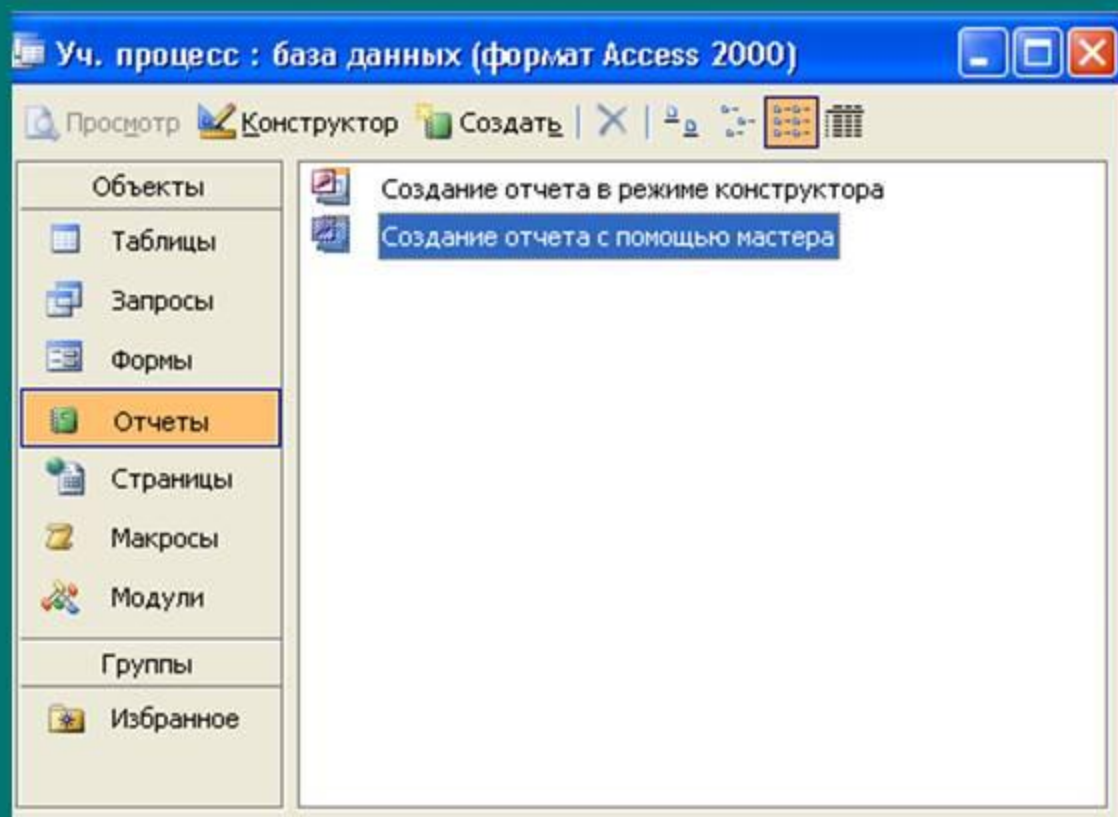 Уч. процесс : база данных (формат Access 2000)
Просмотр Конструктор Создать
Объекты
Таблицы
Запросы
Формы
Отчеты
Страницы
Макросы
Модули
Группы
Избранное
Создание отчета в режиме конструктора
Создание отчета с помощью мастера